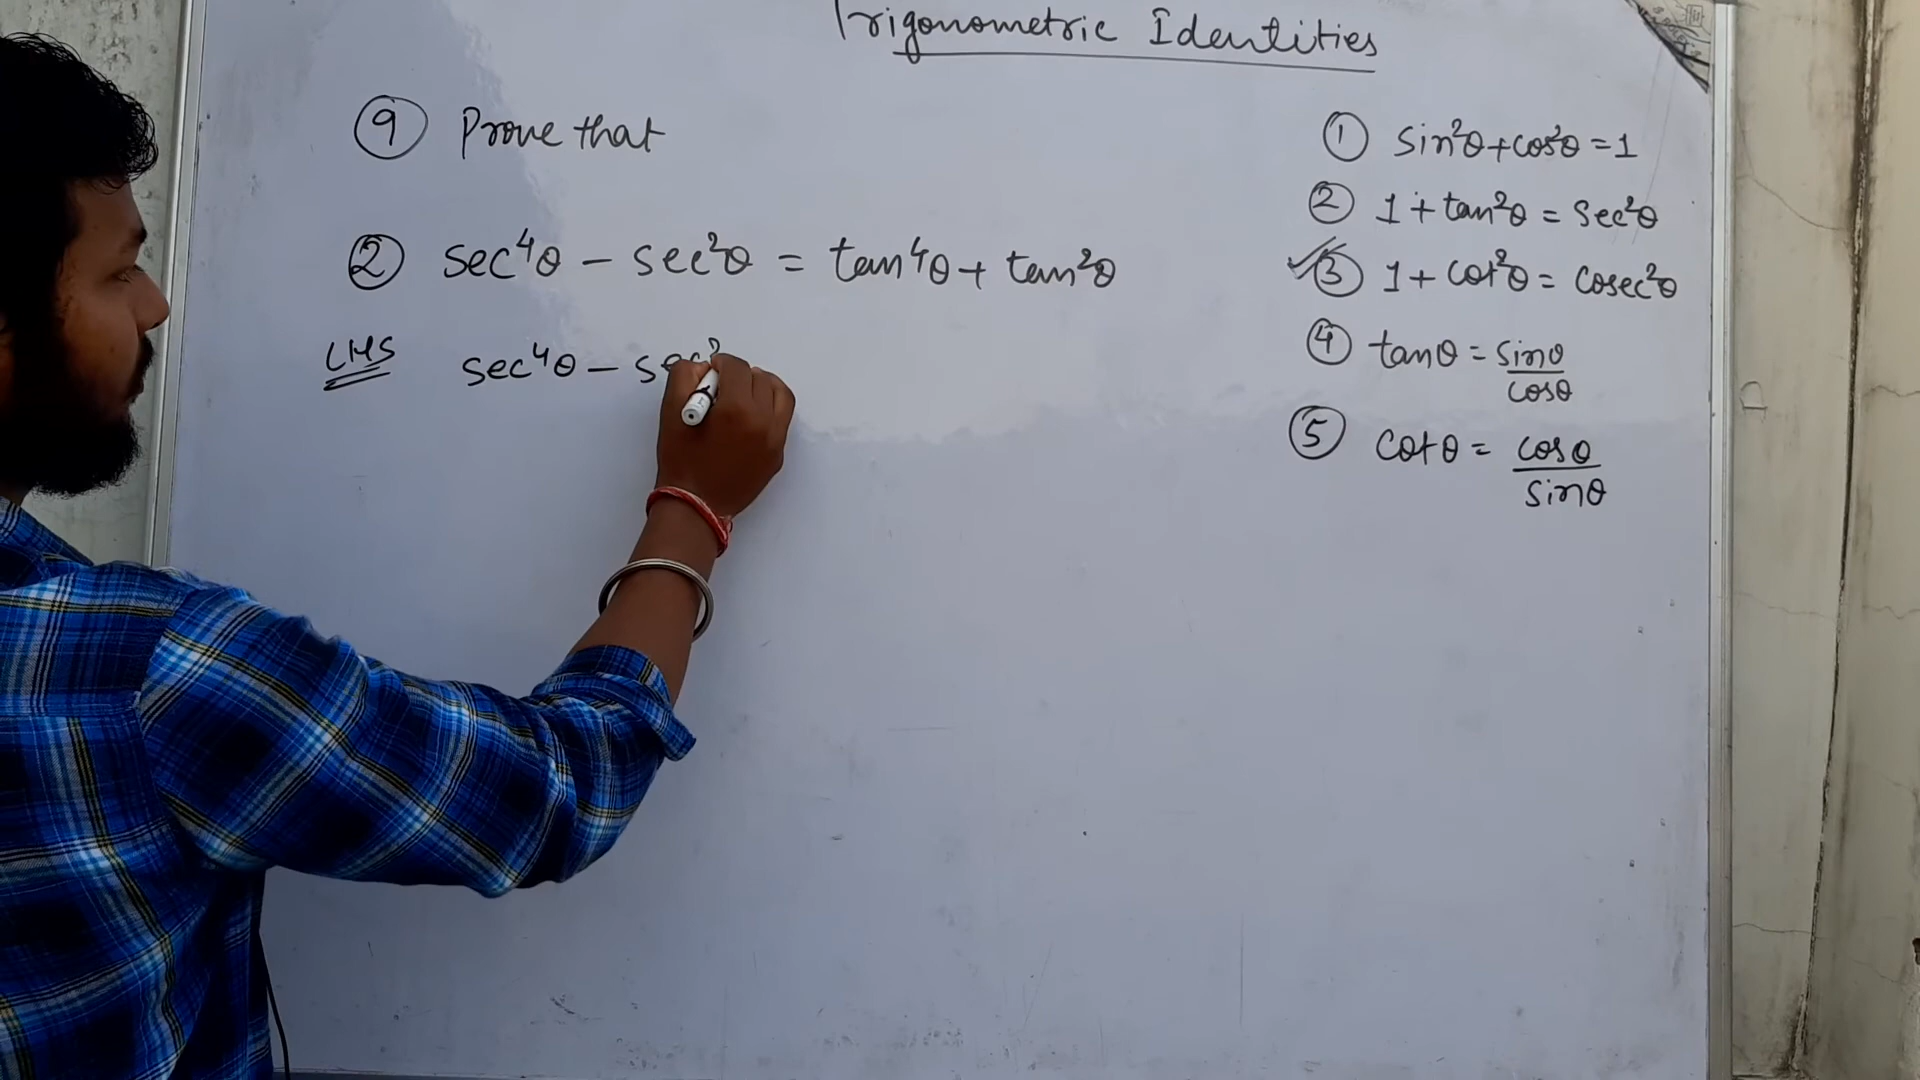 Trigonometric Identities
9 Prove that
2 sec⁴θ - sec²θ = tan⁴θ + tan²θ
LHS sec⁴θ - sec²
1 sin²θ+cos²θ = 1
2 1 + tan²θ = sec²θ
✓3 1 + cot²θ = cosec²θ
4 tanθ = sinθ
cosθ
5 cotθ = cosθ
sinθ